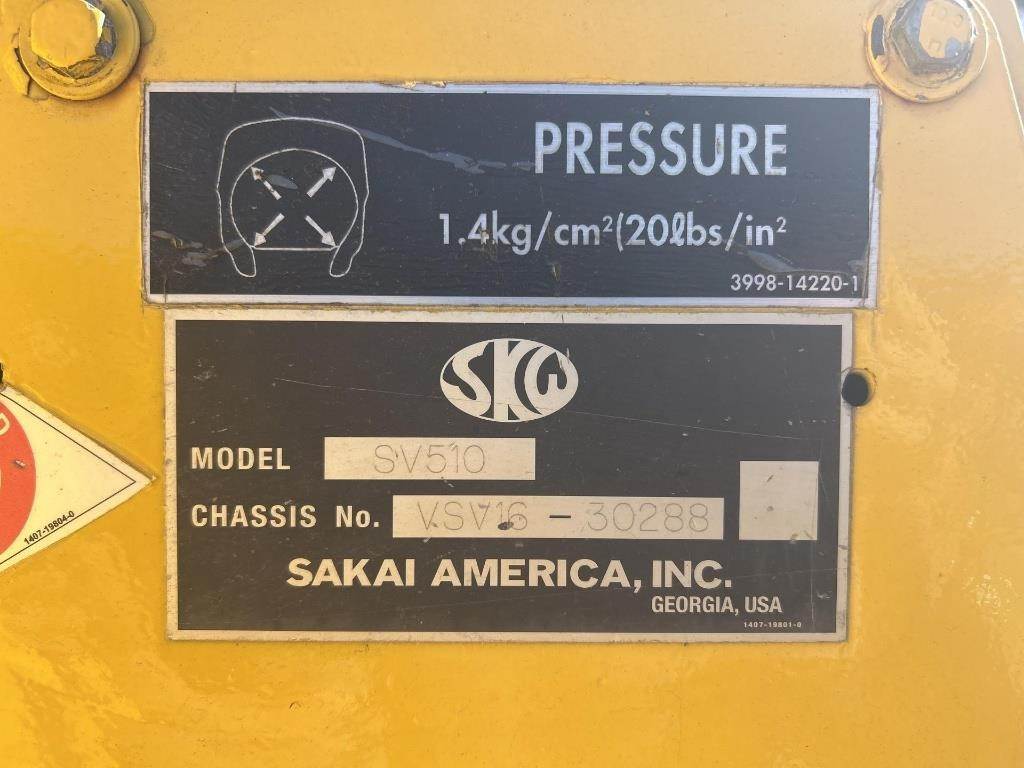 PRESSURE
1.4kg/cm²(20ℓbs/in²
3998-14220-1
SKW
MODEL SV510
CHASSIS No. VSV16-30288
SAKAI AMERICA, INC.
GEORGIA, USA
1407-19801-0
1407-19804-0